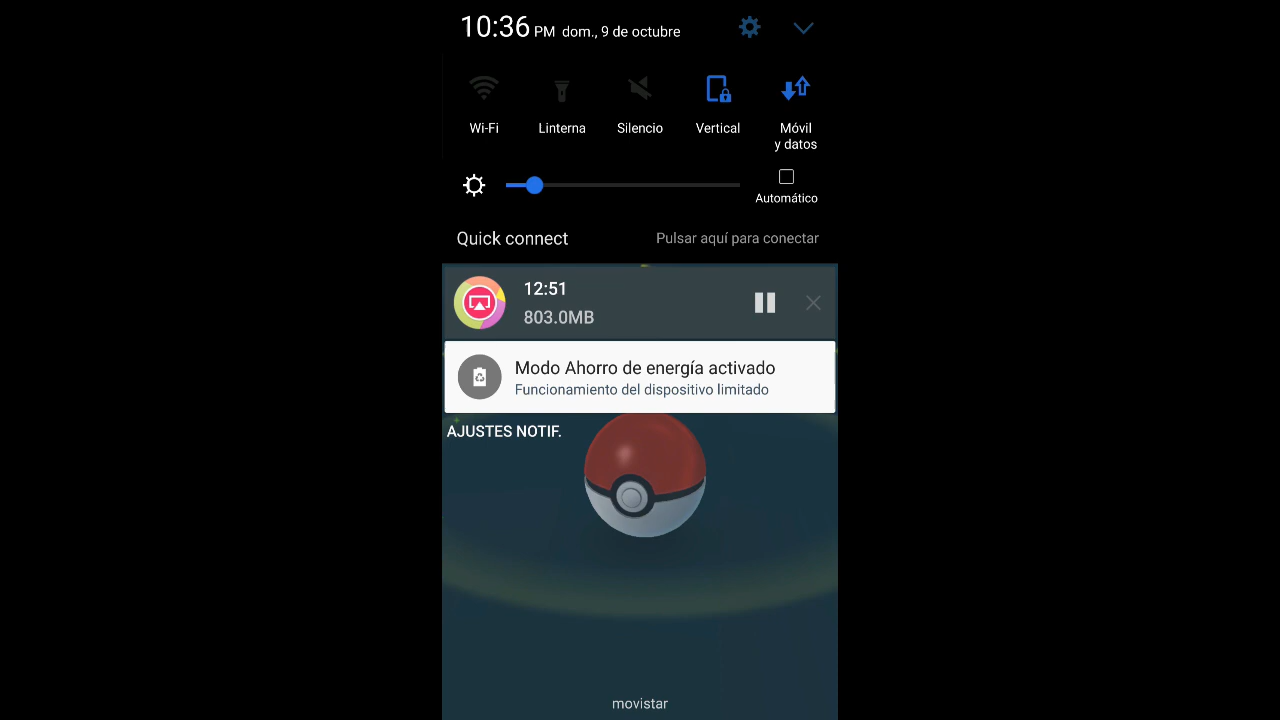 10:36 PM dom., 9 de octubre
Wi-Fi
Linterna
Silencio
Vertical
Móvil
y datos
Automático
Quick connect
Pulsar aquí para conectar
12:51
803.0MB
Modo Ahorro de energía activado
Funcionamiento del dispositivo limitado
AJUSTES NOTIF.
movistar